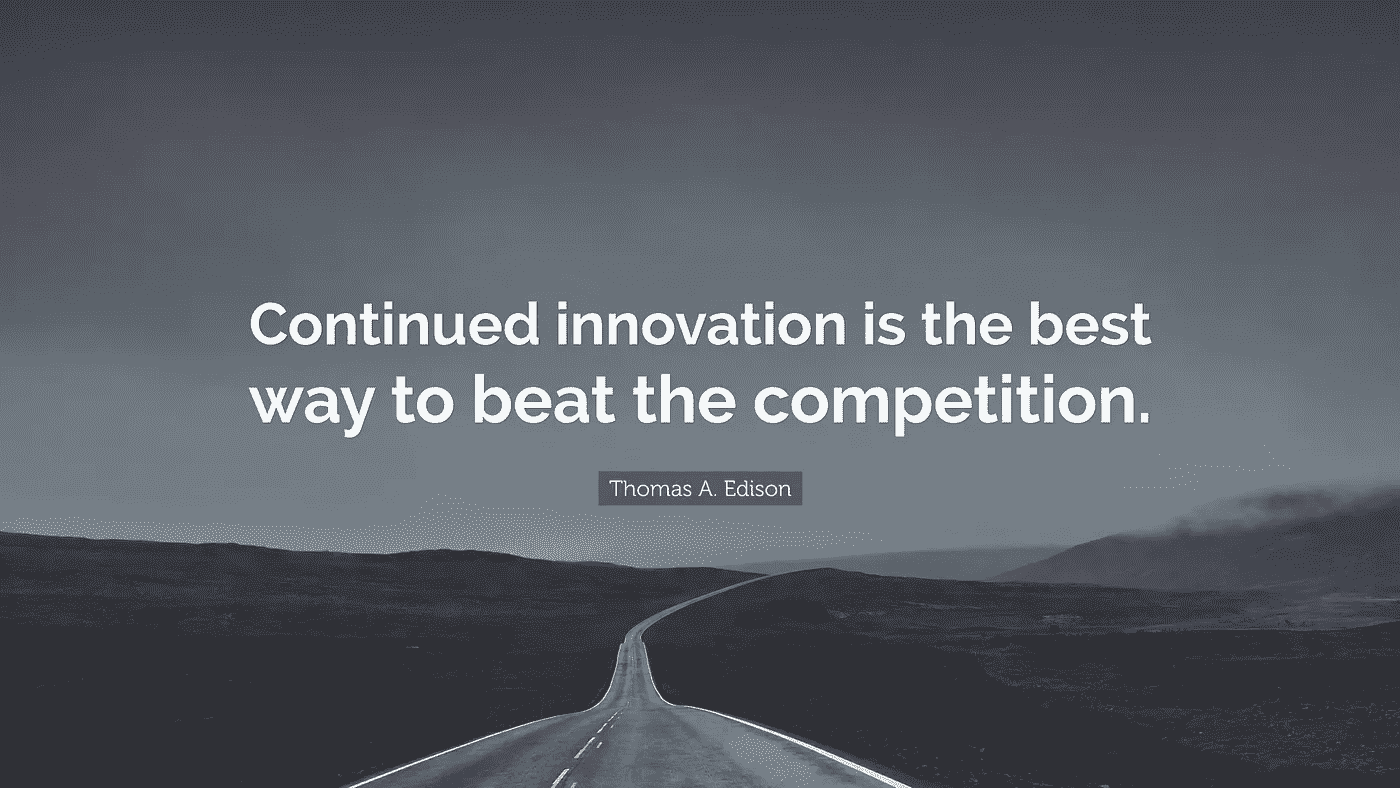 Continued innovation is the best
way to beat the competition.
Thomas A. Edison